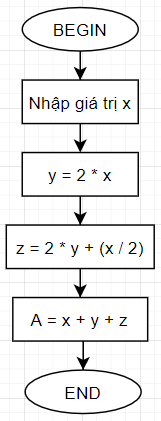 BEGIN
Nhập giá trị x
y = 2 * x
z = 2 * y + (x / 2)
A = x + y + z
END